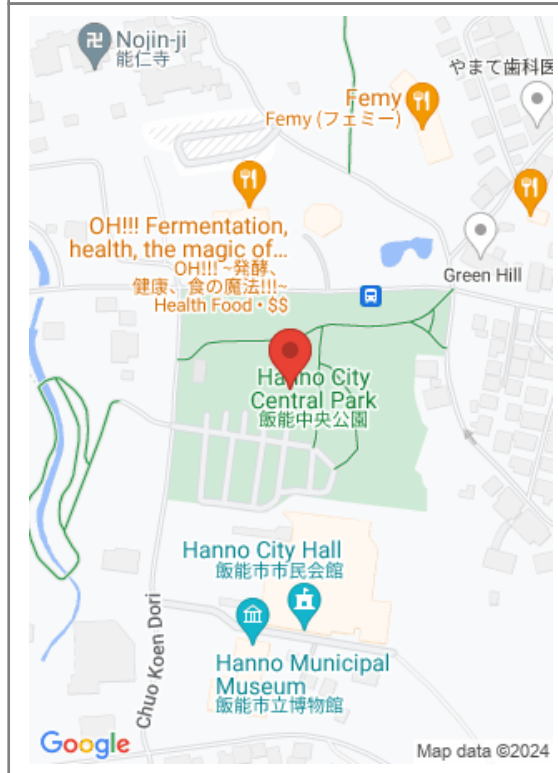 Nojin-ji
能仁寺
やまて歯科医
Femy
Femy (フェミー)
OH!!! Fermentation,
health, the magic of...
OH!!! ~発酵、
健康、食の魔法!!!~
Health Food・$$
Green Hill
Hanno City
Central Park
飯能中央公園
Hanno City Hall
飯能市市民会館
Hanno Municipal
Museum
飯能市立博物館
Chuo Koen Dori
Google
Map data ©2024